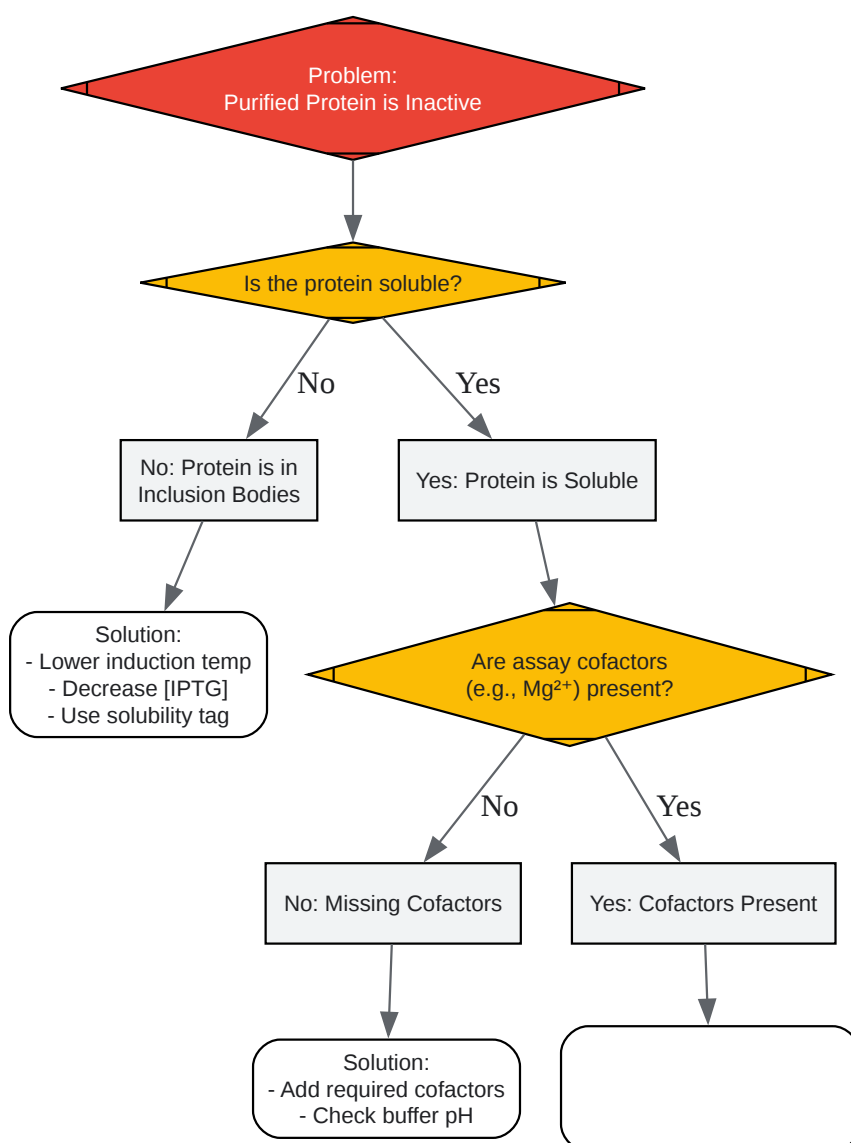 Problem:
Purified Protein is Inactive
Is the protein soluble?
No
Yes
No: Protein is in
Inclusion Bodies
Yes: Protein is Soluble
Solution:
- Lower induction temp
- Decrease [IPTG]
- Use solubility tag
Are assay cofactors
(e.g., Mg²⁺) present?
No
Yes
No: Missing Cofactors
Yes: Cofactors Present
Solution:
- Add required cofactors
- Check buffer pH